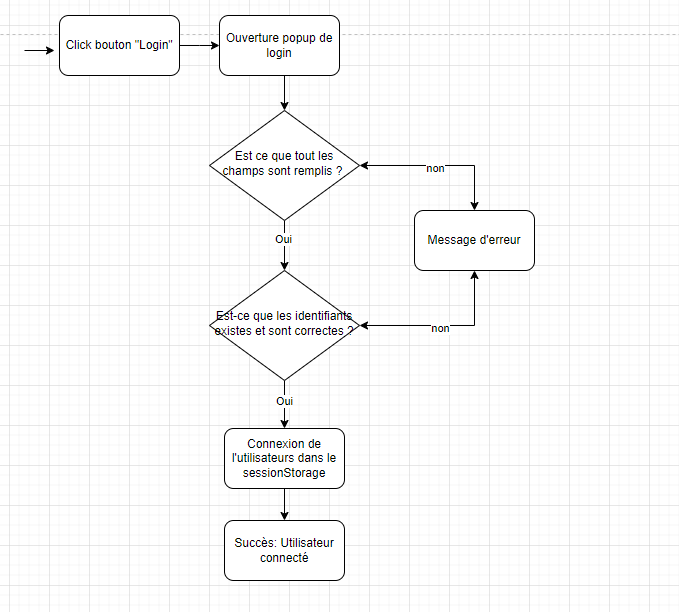 Click bouton "Login"
Ouverture popup de
login
Est ce que tout les
champs sont remplis ?
non
Message d'erreur
Oui
Est-ce que les identifiants
existes et sont correctes ?
non
Oui
Connexion de
l'utilisateurs dans le
sessionStorage
Succès: Utilisateur
connecté